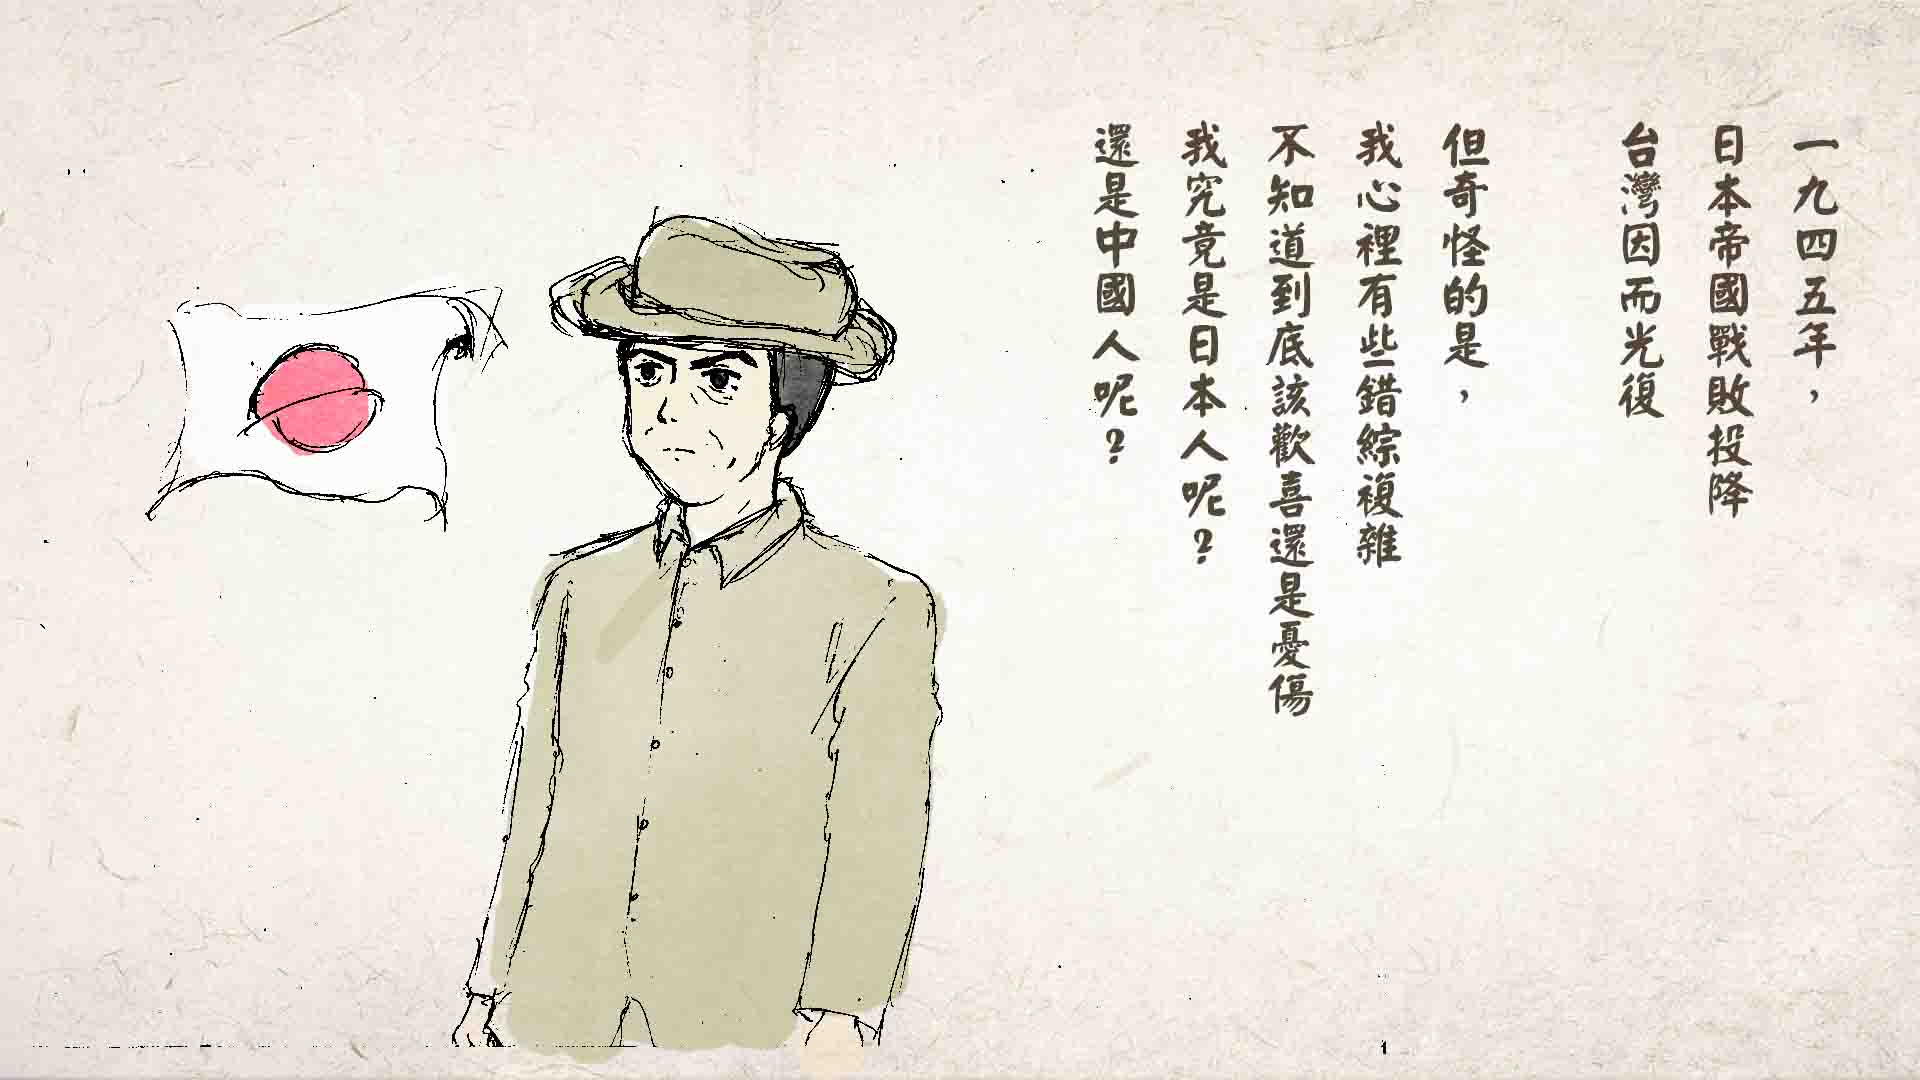 一九四五年，
日本帝國戰敗投降
台灣因而光復
但奇怪的是，
我心裡有些錯綜複雜
不知道到底該歡喜還是憂傷
我究竟是日本人呢？
還是中國人呢？
1